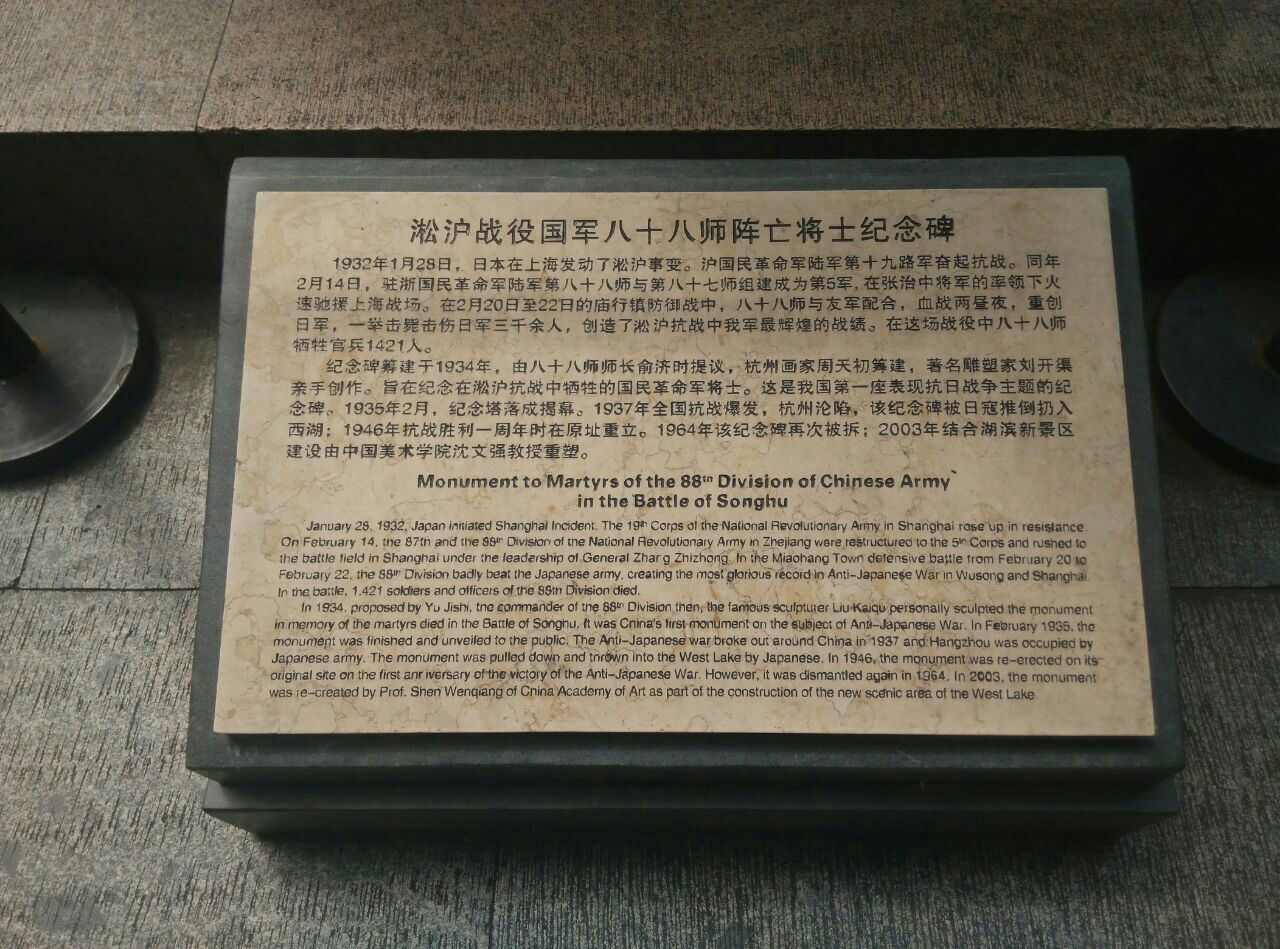 淞沪战役国军八十八师阵亡将士纪念碑
1932年1月28日，日本在上海发动了淞沪事变。沪国民革命军陆军第十九路军奋起抗战。同年
2月14日，驻浙国民革命军陆军第八十八师与第八十七师组建成为第5军，在张治中将军的率领下火
速驰援上海战场。在2月20日至22日的庙行镇防御战中，八十八师与友军配合，血战两昼夜，重创
日军，一举击毙击伤日军三千余人，创造了淞沪抗战中我军最辉煌的战绩。在这场战役中八十八师
牺牲官兵1421人。
纪念碑筹建于1934年，由八十八师师长俞济时提议，杭州画家周天初筹建，著名雕塑家刘开渠
亲手创作。旨在纪念在淞沪抗战中牺牲的国民革命军将士。这是我国第一座表现抗日战争主题的纪
念碑。1935年2月，纪念塔落成揭幕。1937年全国抗战爆发，杭州沦陷，该纪念碑被日寇推倒扔入
西湖；1946年抗战胜利一周年时在原址重立。1964年该纪念碑再次被拆；2003年结合湖滨新景区
建设由中国美术学院沈文强教授重塑。
Monument to Martyrs of the 88th Division of Chinese Army
in the Battle of Songhu
January 28, 1932, Japan initiated Shanghai Incident. The 19th Corps of the National Revolutionary Army in Shanghai rose up in resistance.
On February 14, the 87th and the 88th Division of the National Revolutionary Army in Zhejiang were restructured to the 5th Corps and rushed to
the battle field in Shanghai under the leadership of General Zhang Zhizhong. In the Miaohang Town defensive battle from February 20 to
February 22, the 88th Division badly beat the Japanese army, creating the most glorious record in Anti-Japanese War in Wusong and Shanghai.
In the battle, 1,421 soldiers and officers of the 88th Division died.
In 1934, proposed by Yu Jishi, the commander of the 88th Division then, the famous sculpturer Liu Kaiqu personally sculpted the monument
in memory of the martyrs died in the Battle of Songhu. It was China's first monument on the subject of Anti-Japanese War. In February 1935, the
monument was finished and unveiled to the public. The Anti-Japanese war broke out around China in 1937 and Hangzhou was occupied by
Japanese army. The monument was pulled down and thrown into the West Lake by Japanese. In 1946, the monument was re-erected on its
original site on the first anniversary of the victory of the Anti-Japanese War. However, it was dismantled again in 1964. In 2003, the monument
was re-created by Prof. Shen Wenqiang of China Academy of Art as part of the construction of the new scenic area of the West Lake.